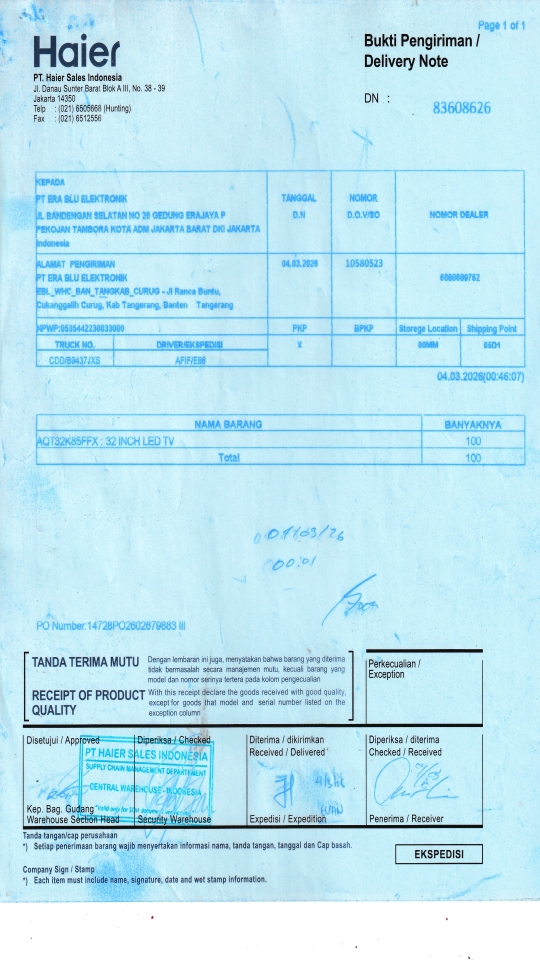 Page 1 of 1
Haier
Bukti Pengiriman /
Delivery Note
PT. Haier Sales Indonesia
Jl. Danau Sunter Barat Blok A III, No. 38 - 39
Jakarta 14350
Telp : (021) 6505668 (Hunting)
Fax : (021) 6512556
DN : 83608626
KEPADA
PT ERA BLU ELEKTRONIK
JL BANDENGAN SELATAN NO 20 GEDUNG ERAJAYA P
PEKOJAN TAMBORA KOTA ADM JAKARTA BARAT DKI JAKARTA
Indonesia
TANGGAL
D.N
NOMOR
D.O.V/SO
NOMOR DEALER
ALAMAT PENGIRIMAN
PT ERA BLU ELEKTRONIK
EBL_WHC_BAN_TANGKAB_CURUG - Jl Ranca Buntu,
Cukanggalih Curug, Kab Tangerang, Banten Tangerang
04.03.2026
10580523
NPWP:0535442230033000
PKP
BPKP
Storege Location
Shipping Point
TRUCK NO.
DRIVER/EKSPEDISI
X
CDD/B9437JXS
AFIF/E86
04.03.2026(00:46:07)
NAMA BARANG
BANYAKNYA
AQT32K85FFX : 32 INCH LED TV
100
Total
100
00:01
PO Number:14728PO2602679883 III
TANDA TERIMA MUTU
Dengan lembaran ini juga, menyatakan bahwa barang yang diterima
tidak bermasalah secara manajemen mutu, kecuali barang yang
model dan nomor serinya tertera pada kolom pengecualian
RECEIPT OF PRODUCT
QUALITY
With this receipt declare the goods received with good quality,
except for goods that model and serial number listed on the
exception column
Perkecualian /
Exception
Disetujui / Approved
Diperiksa / Checked
Diterima / dikirimkan
Received / Delivered
Diperiksa / diterima
Checked / Received
PT HAIER SALES INDONESIA
SUPPLY CHAIN MANAGEMENT DEPARTEMENT
CENTRAL WAREHOUSE - INDONESIA
Kep. Bag. Gudang
Warehouse Section Head
Security Warehouse
Expedisi / Expedition
Penerima / Receiver
Tanda tangan/cap perusahaan
*) Setiap penerimaan barang wajib menyertakan informasi nama, tanda tangan, tanggal dan Cap basah.
EKSPEDISI
Company Sign / Stamp
*) Each item must include name, signature, date and wet stamp information.